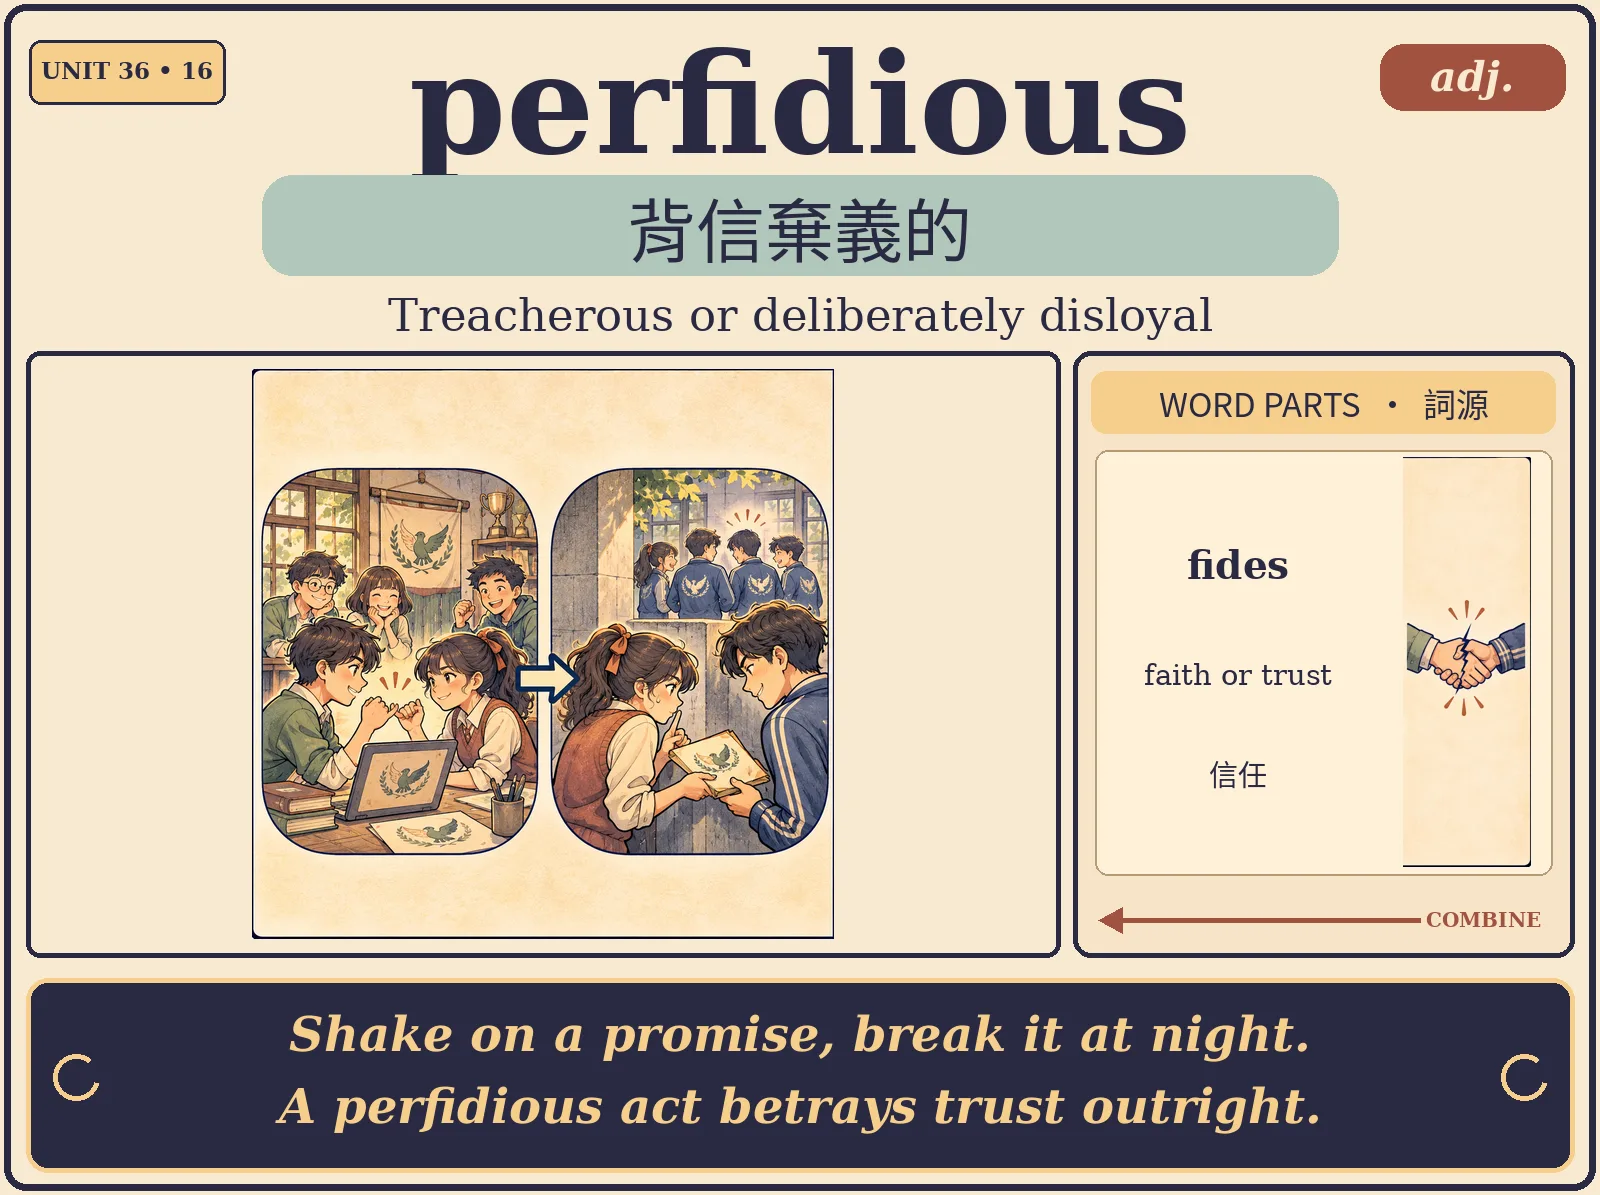 UNIT 36 • 16
perfidious
adj.
背信棄義的
Treacherous or deliberately disloyal
WORD PARTS • 詞源
fides
faith or trust
信任
COMBINE
Shake on a promise, break it at night.
A perfidious act betrays trust outright.